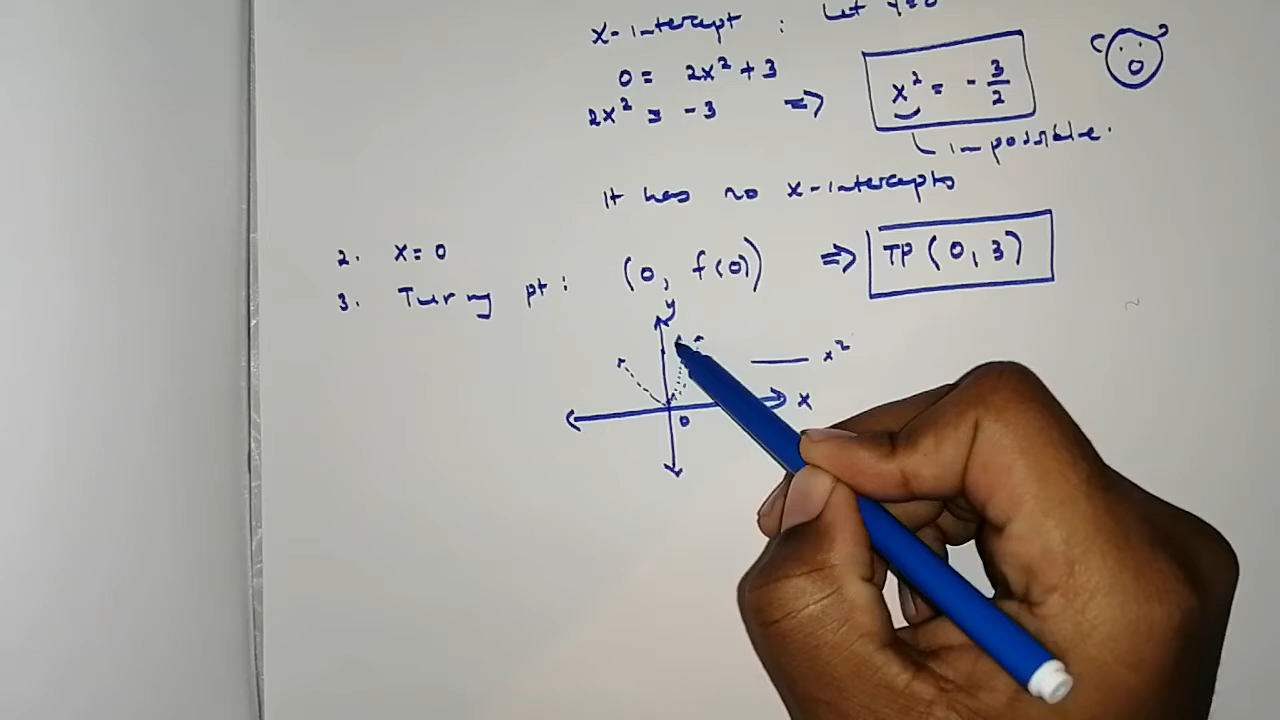 x-intercept : Let y=0
0 = 2x² + 3
2x² = -3 => x² = -3/2
impossible.
It has no x-intercepts
2. x=0
3. Turing pt: (0, f(0)) => TP (0, 3)
y
x²
x
0